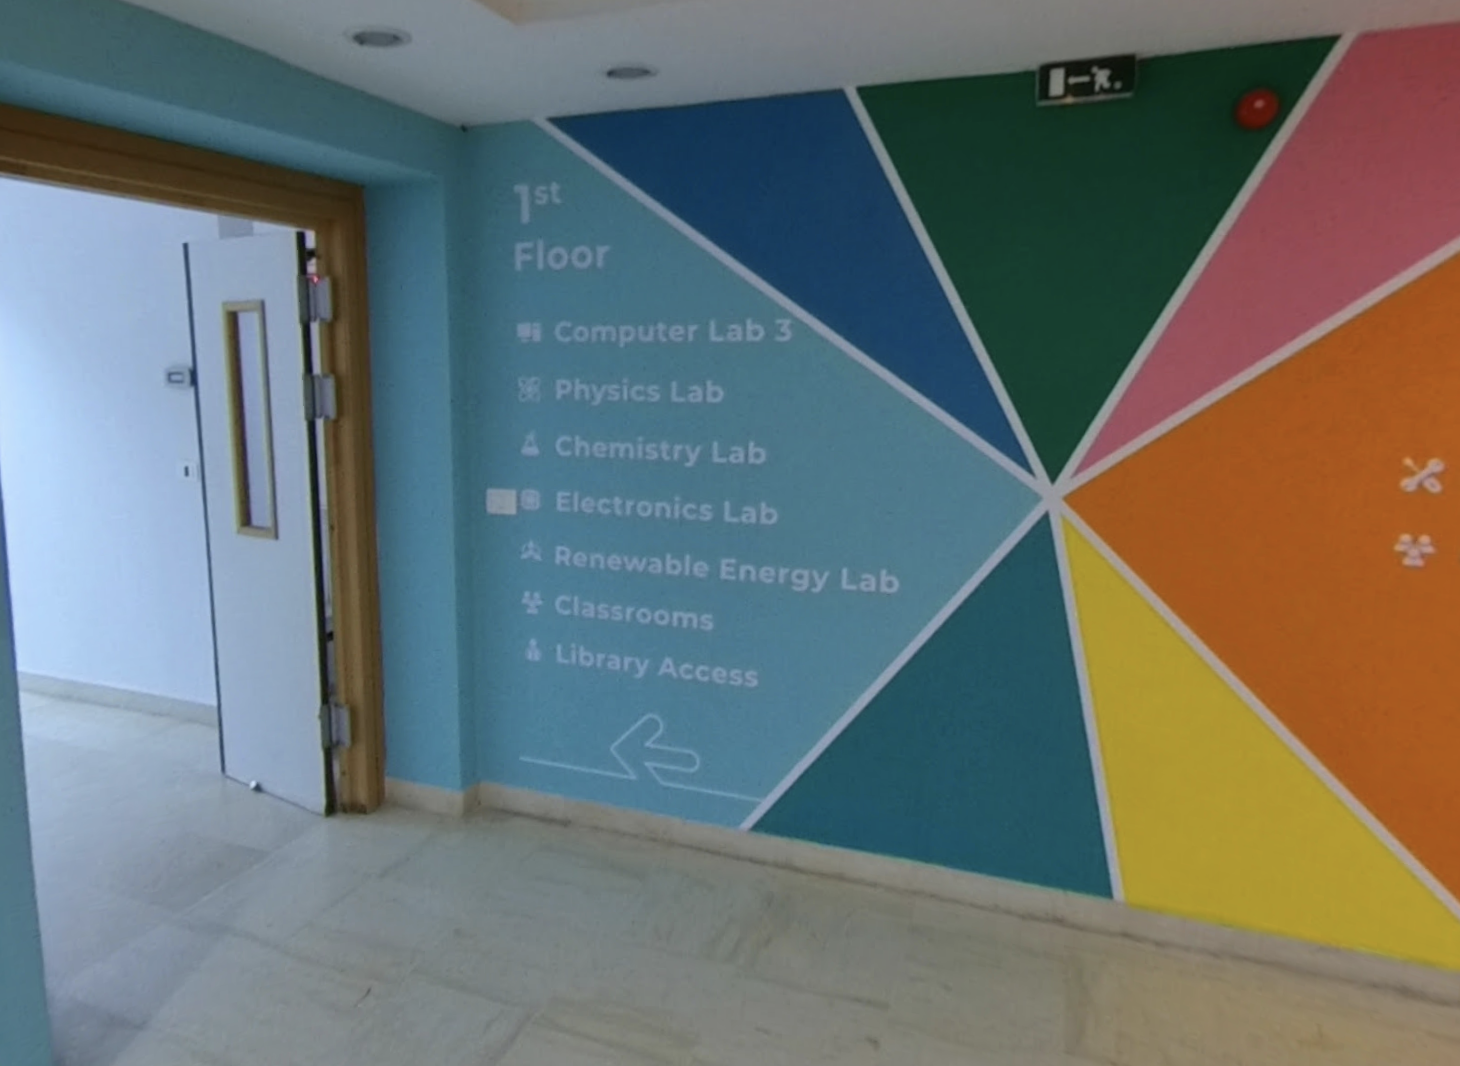 1st
Floor
Computer Lab 3
Physics Lab
Chemistry Lab
Electronics Lab
Renewable Energy Lab
Classrooms
Library Access